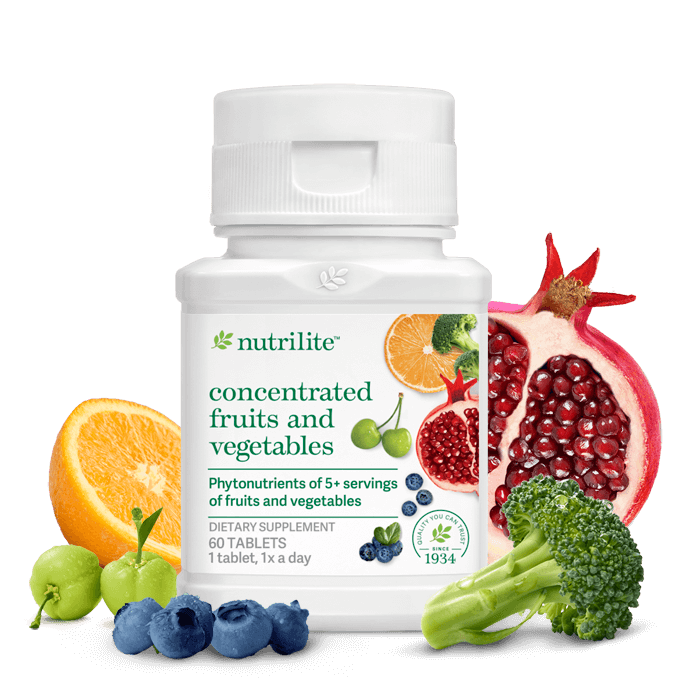 nutrilite™
concentrated
fruits and
vegetables
Phytonutrients of 5+ servings
of fruits and vegetables
DIETARY SUPPLEMENT
60 TABLETS
1 tablet, 1x a day
QUALITY YOU CAN TRUST
SINCE
1934